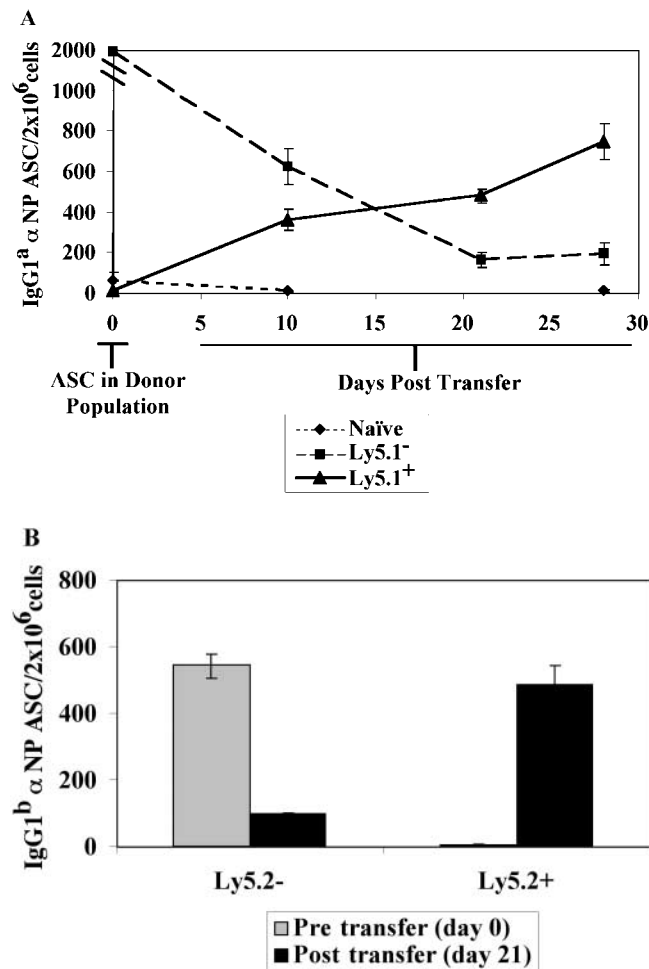 A
IgG1ᵃ α NP ASC/2x10⁶cells
2000
1000
800
600
400
200
0
0 5 10 15 20 25 30
ASC in Donor
Population
Days Post Transfer
Naïve
Ly5.1⁻
Ly5.1⁺
B
IgG1ᵇ α NP ASC/2x10⁶cells
800
600
400
200
0
Ly5.2- Ly5.2+
Pre transfer (day 0)
Post transfer (day 21)